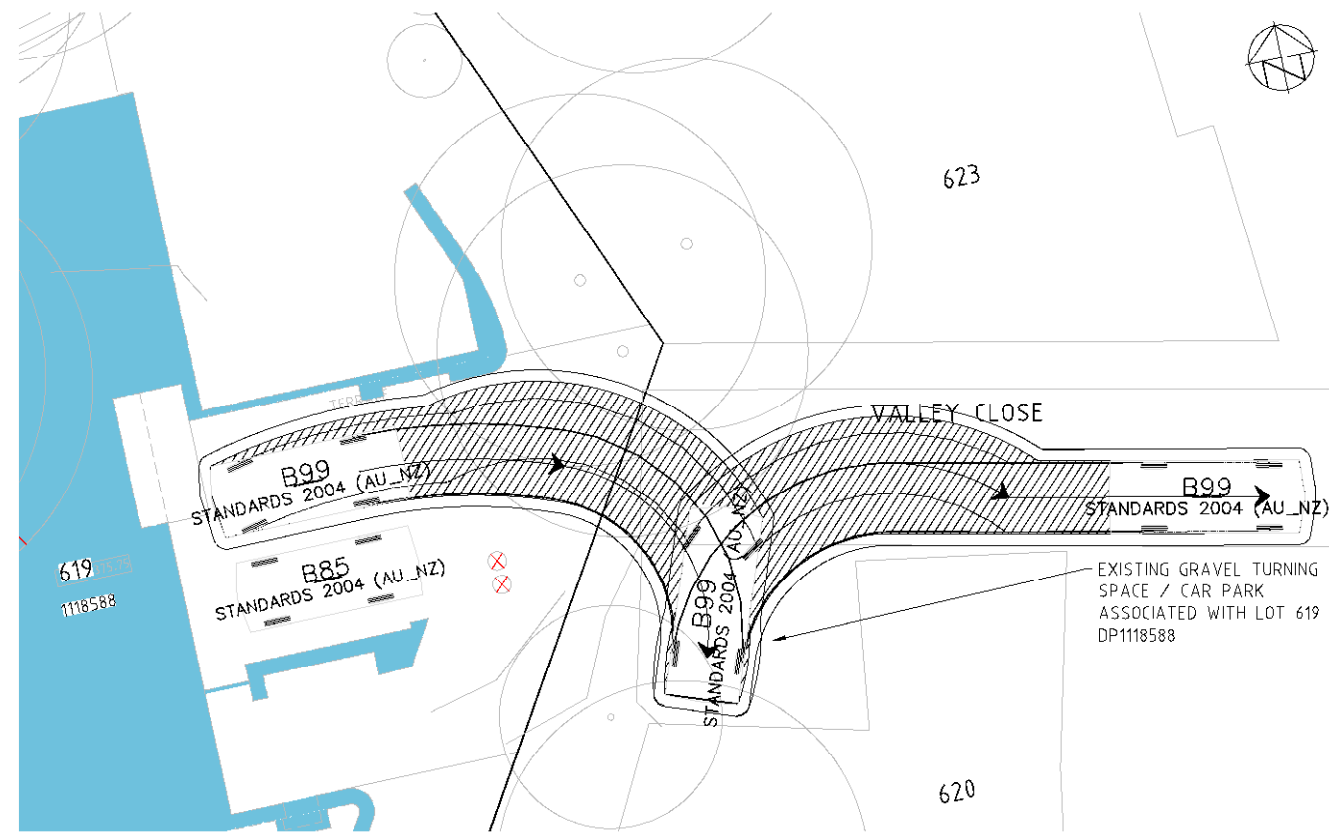 623
VALLEY CLOSE
B99
STANDARDS 2004 (AU_NZ)
B99
STANDARDS 2004 (AU_NZ)
B85
STANDARDS 2004 (AU_NZ)
619
1118588
B99
STANDARDS 2004 (AU_NZ)
EXISTING GRAVEL TURNING
SPACE / CAR PARK
ASSOCIATED WITH LOT 619
DP1118588
620